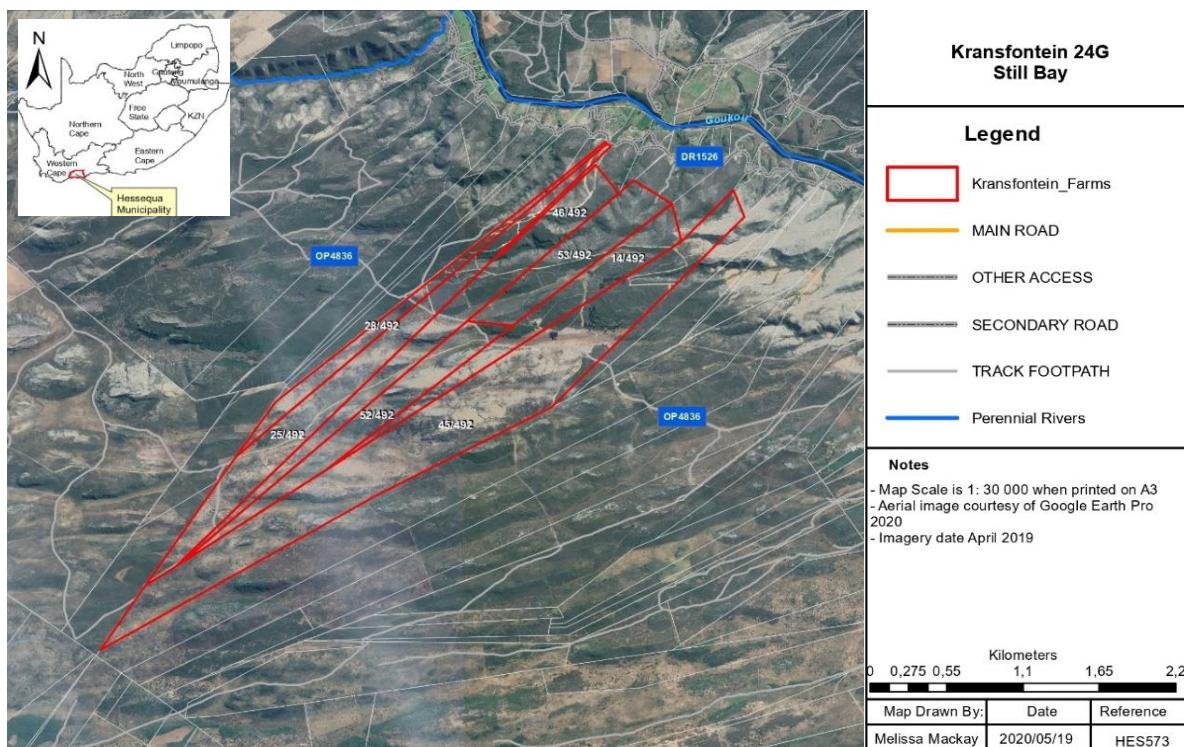 N
Limpopo
North
West
Gauteng
Mpumulanga
Free
State
KZN
Northern
Cape
Eastern
Cape
Western
Cape
Hessequa
Municipality
Goukou
DR1526
46/492
OP4836
53/492
14/492
28/492
52/492
OP4836
25/492
45/492
Kransfontein 24G
Still Bay
Legend
Kransfontein_Farms
MAIN ROAD
OTHER ACCESS
SECONDARY ROAD
TRACK FOOTPATH
Perennial Rivers
Notes
- Map Scale is 1: 30 000 when printed on A3
- Aerial image courtesy of Google Earth Pro
2020
- Imagery date April 2019
Kilometers
0 0,275 0,55 1,1 1,65 2,2
Map Drawn By: Date Reference
Melissa Mackay 2020/05/19 HES573